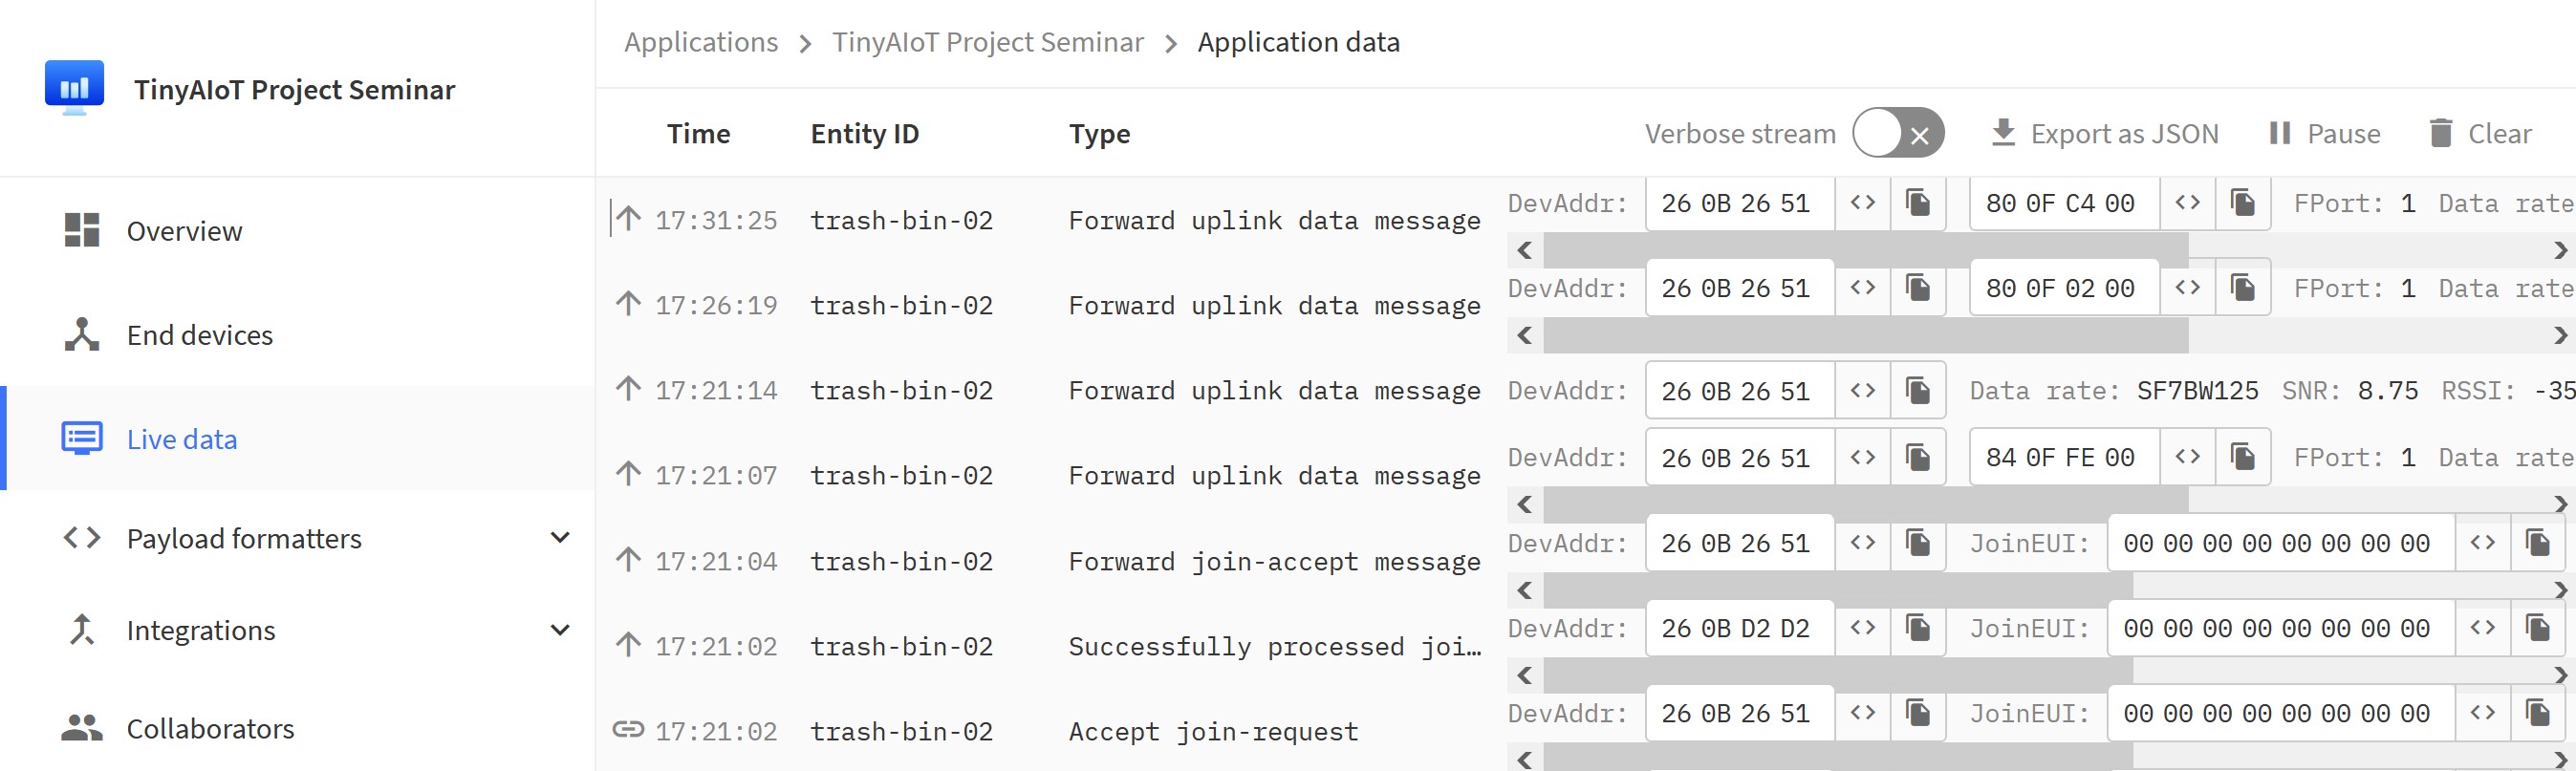 TinyAIoT Project Seminar
Overview
End devices
Live data
Payload formatters
Integrations
Collaborators
Applications > TinyAIoT Project Seminar > Application data
Time Entity ID Type Verbose stream Export as JSON Pause Clear
17:31:25 trash-bin-02 Forward uplink data message DevAddr: 26 0B 26 51 <> 80 0F C4 00 <> FPort: 1 Data rate
17:26:19 trash-bin-02 Forward uplink data message DevAddr: 26 0B 26 51 <> 80 0F 02 00 <> FPort: 1 Data rate
17:21:14 trash-bin-02 Forward uplink data message DevAddr: 26 0B 26 51 <> Data rate: SF7BW125 SNR: 8.75 RSSI: -35
17:21:07 trash-bin-02 Forward uplink data message DevAddr: 26 0B 26 51 <> 84 0F FE 00 <> FPort: 1 Data rate
17:21:04 trash-bin-02 Forward join-accept message DevAddr: 26 0B 26 51 <> JoinEUI: 00 00 00 00 00 00 00 00 <>
17:21:02 trash-bin-02 Successfully processed joi… DevAddr: 26 0B D2 D2 <> JoinEUI: 00 00 00 00 00 00 00 00 <>
17:21:02 trash-bin-02 Accept join-request DevAddr: 26 0B 26 51 <> JoinEUI: 00 00 00 00 00 00 00 00 <>